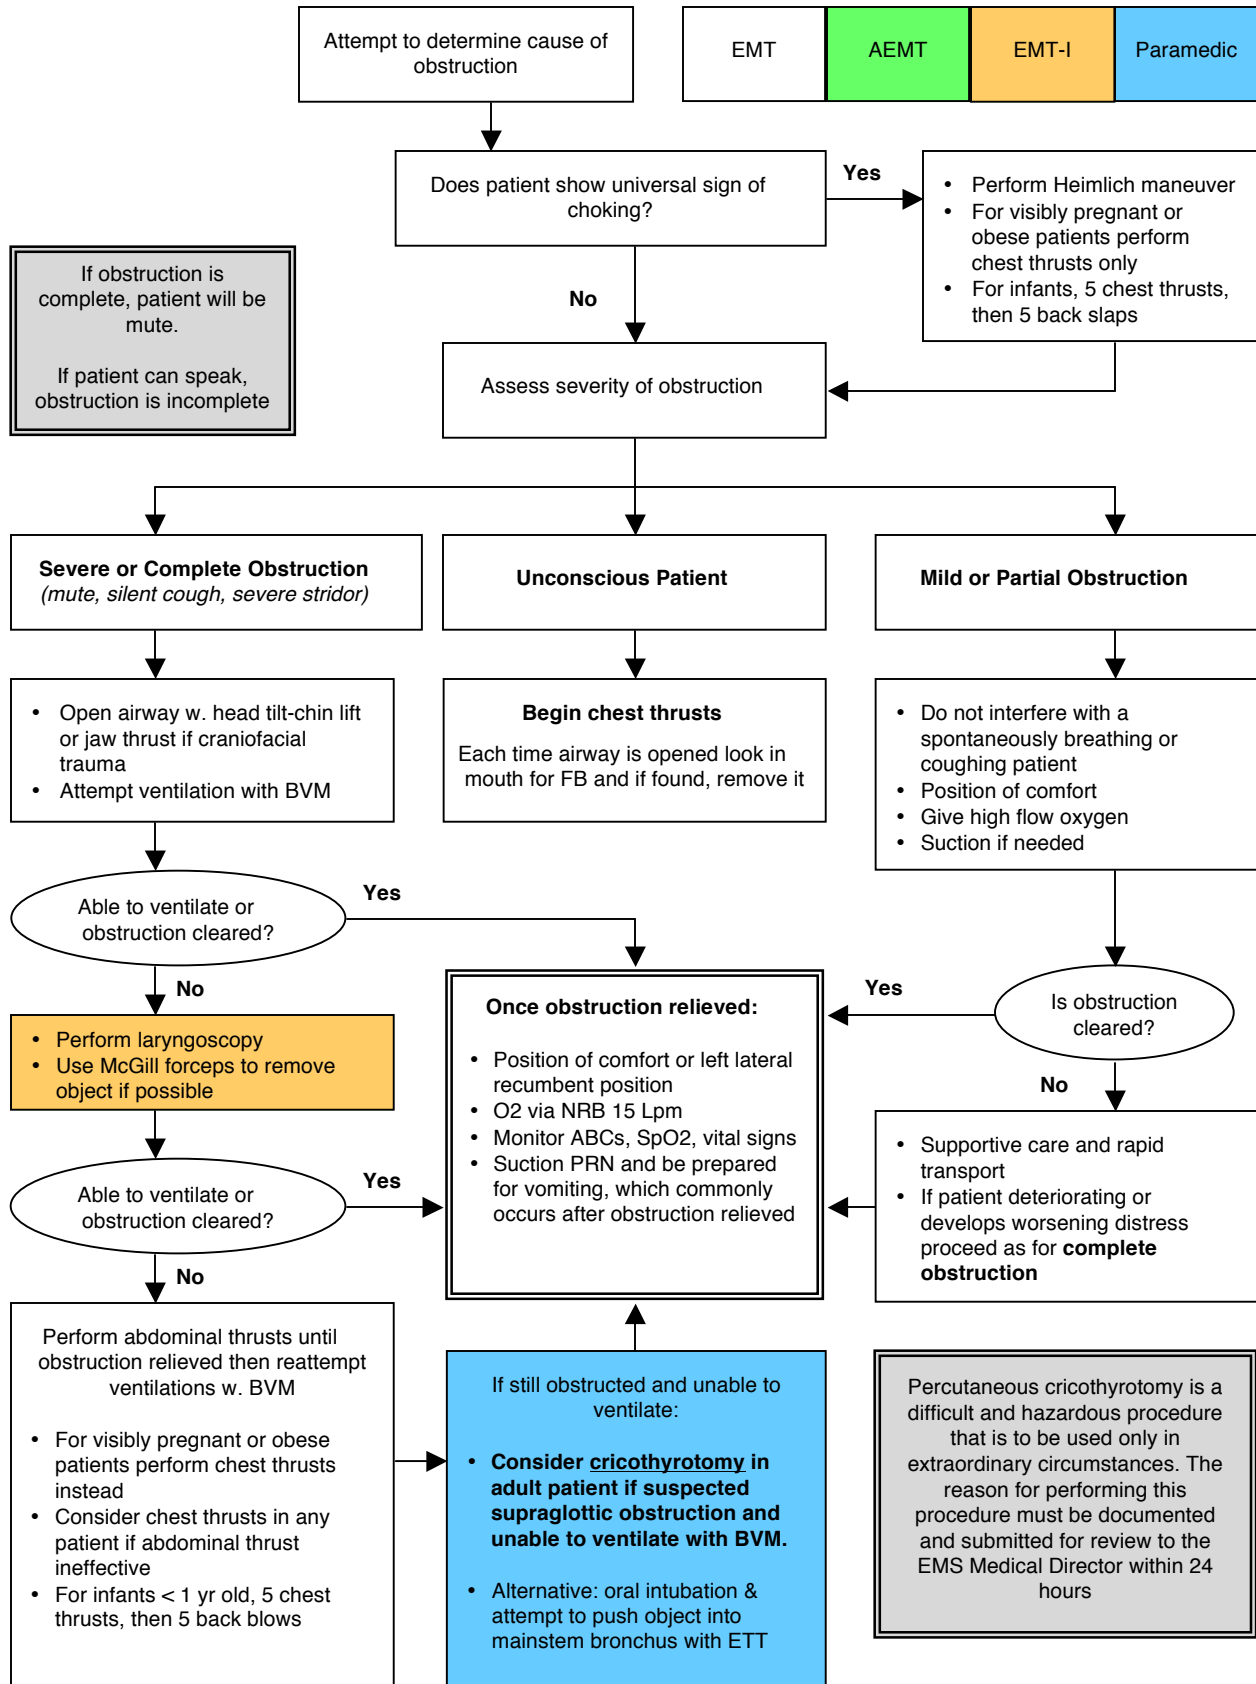 Attempt to determine cause of
obstruction
EMT
AEMT
EMT-I
Paramedic
Does patient show universal sign of
choking?
Yes
• Perform Heimlich maneuver
• For visibly pregnant or
obese patients perform
chest thrusts only
• For infants, 5 chest thrusts,
then 5 back slaps
If obstruction is
complete, patient will be
mute.
If patient can speak,
obstruction is incomplete
No
Assess severity of obstruction
Severe or Complete Obstruction
(mute, silent cough, severe stridor)
Unconscious Patient
Mild or Partial Obstruction
• Open airway w. head tilt-chin lift
or jaw thrust if craniofacial
trauma
• Attempt ventilation with BVM
Begin chest thrusts
Each time airway is opened look in
mouth for FB and if found, remove it
• Do not interfere with a
spontaneously breathing or
coughing patient
• Position of comfort
• Give high flow oxygen
• Suction if needed
Able to ventilate or
obstruction cleared?
Yes
No
• Perform laryngoscopy
• Use McGill forceps to remove
object if possible
Able to ventilate or
obstruction cleared?
Yes
No
Once obstruction relieved:
• Position of comfort or left lateral
recumbent position
• O2 via NRB 15 Lpm
• Monitor ABCs, SpO2, vital signs
• Suction PRN and be prepared
for vomiting, which commonly
occurs after obstruction relieved
Yes
Is obstruction
cleared?
No
• Supportive care and rapid
transport
• If patient deteriorating or
develops worsening distress
proceed as for complete
obstruction
Perform abdominal thrusts until
obstruction relieved then reattempt
ventilations w. BVM
• For visibly pregnant or obese
patients perform chest thrusts
instead
• Consider chest thrusts in any
patient if abdominal thrust
ineffective
• For infants < 1 yr old, 5 chest
thrusts, then 5 back blows
If still obstructed and unable to
ventilate:
• Consider cricothyrotomy in
adult patient if suspected
supraglottic obstruction and
unable to ventilate with BVM.
• Alternative: oral intubation &
attempt to push object into
mainstem bronchus with ETT
Percutaneous cricothyrotomy is a
difficult and hazardous procedure
that is to be used only in
extraordinary circumstances. The
reason for performing this
procedure must be documented
and submitted for review to the
EMS Medical Director within 24
hours